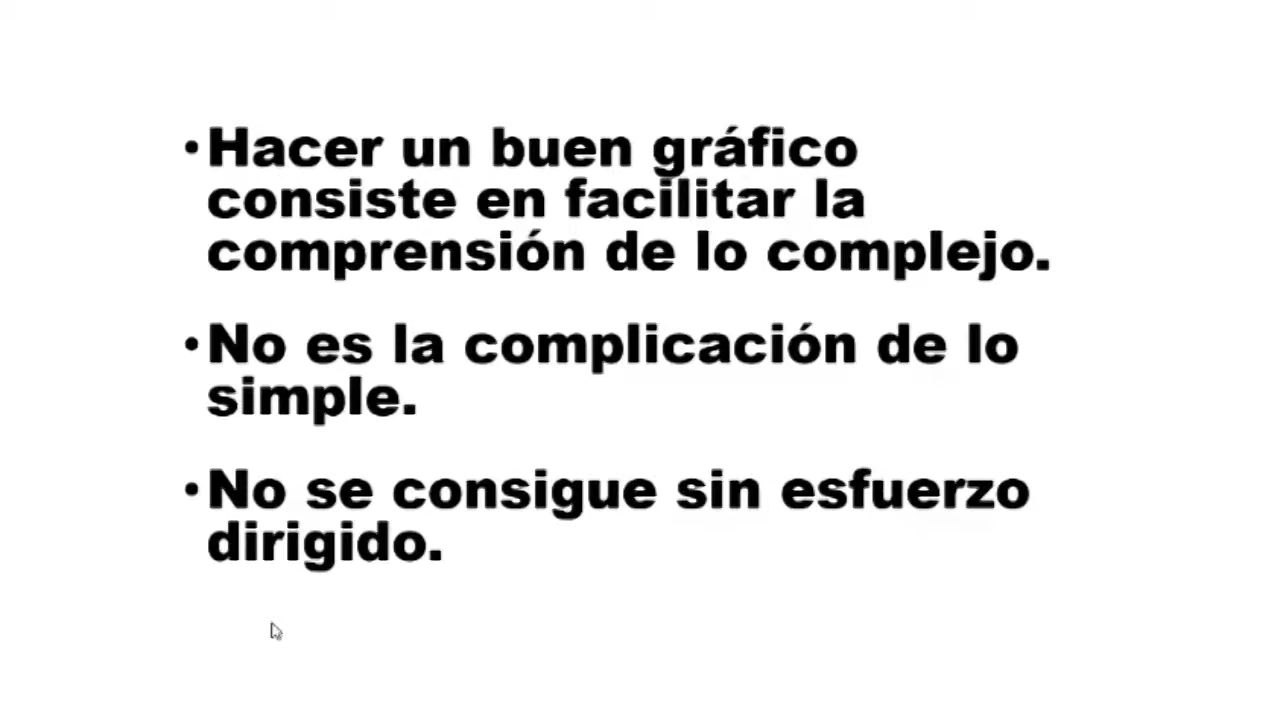 •Hacer un buen gráfico
consiste en facilitar la
comprensión de lo complejo.
•No es la complicación de lo
simple.
•No se consigue sin esfuerzo
dirigido.